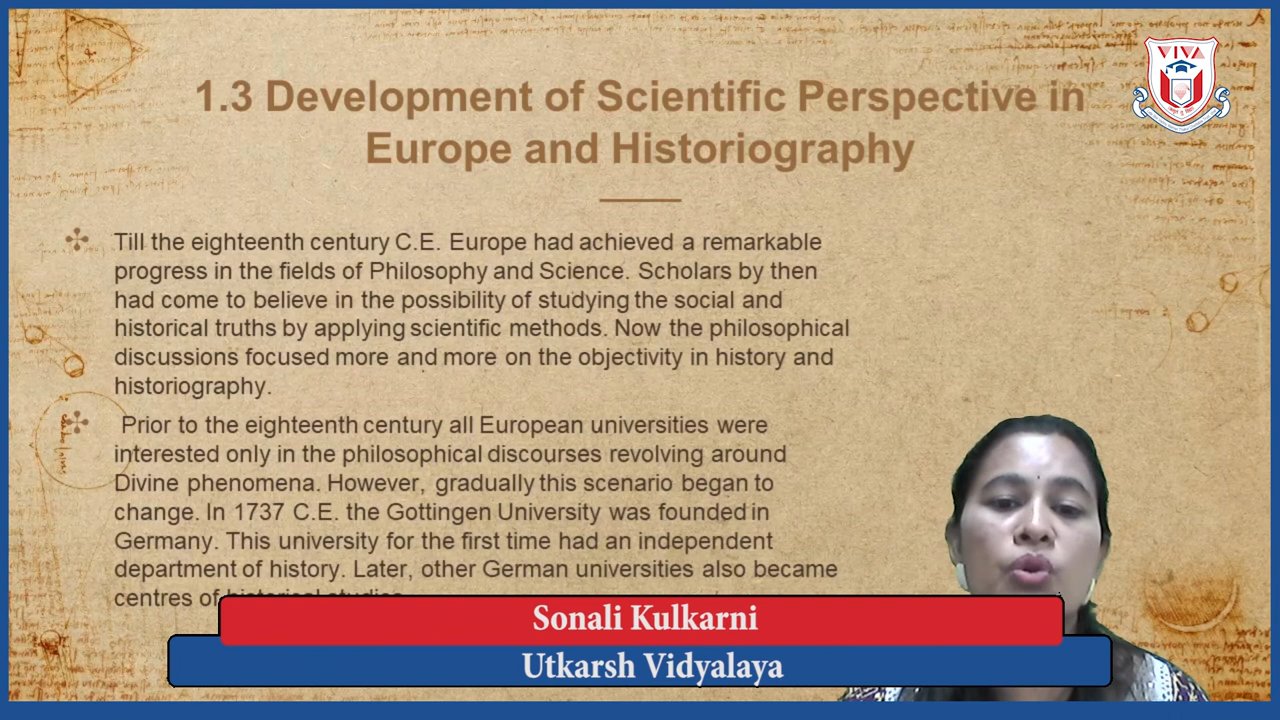 VIVA
1.3 Development of Scientific Perspective in
Europe and Historiography
Till the eighteenth century C.E. Europe had achieved a remarkable
progress in the fields of Philosophy and Science. Scholars by then
had come to believe in the possibility of studying the social and
historical truths by applying scientific methods. Now the philosophical
discussions focused more and more on the objectivity in history and
historiography.
Prior to the eighteenth century all European universities were
interested only in the philosophical discourses revolving around
Divine phenomena. However, gradually this scenario began to
change. In 1737 C.E. the Gottingen University was founded in
Germany. This university for the first time had an independent
department of history. Later, other German universities also became
centres of historical studies.
Sonali Kulkarni
Utkarsh Vidyalaya